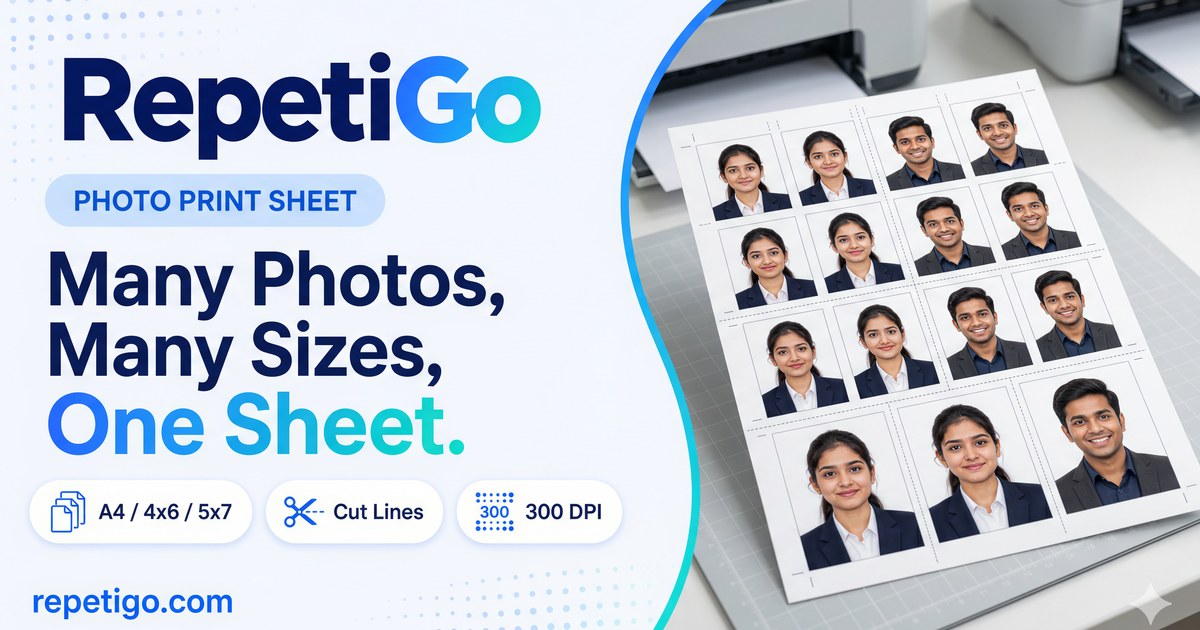 RepetiGo
PHOTO PRINT SHEET
Many Photos,
Many Sizes,
One Sheet.
A4 / 4x6 / 5x7
Cut Lines
300
300 DPI
repetigo.com